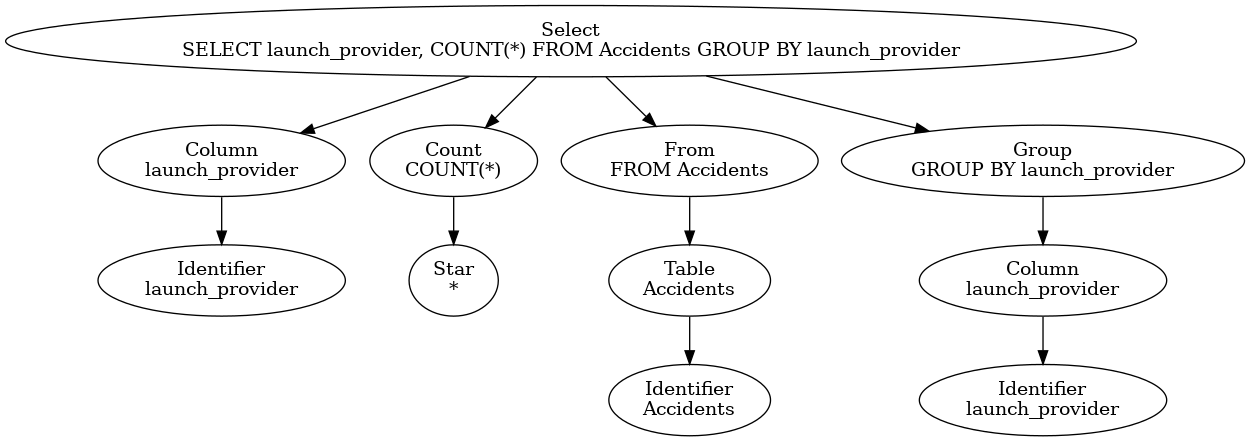 Select
SELECT launch_provider, COUNT(*) FROM Accidents GROUP BY launch_provider
Column
launch_provider
Count
COUNT(*)
From
FROM Accidents
Group
GROUP BY launch_provider
Identifier
launch_provider
Star
*
Table
Accidents
Column
launch_provider
Identifier
Accidents
Identifier
launch_provider